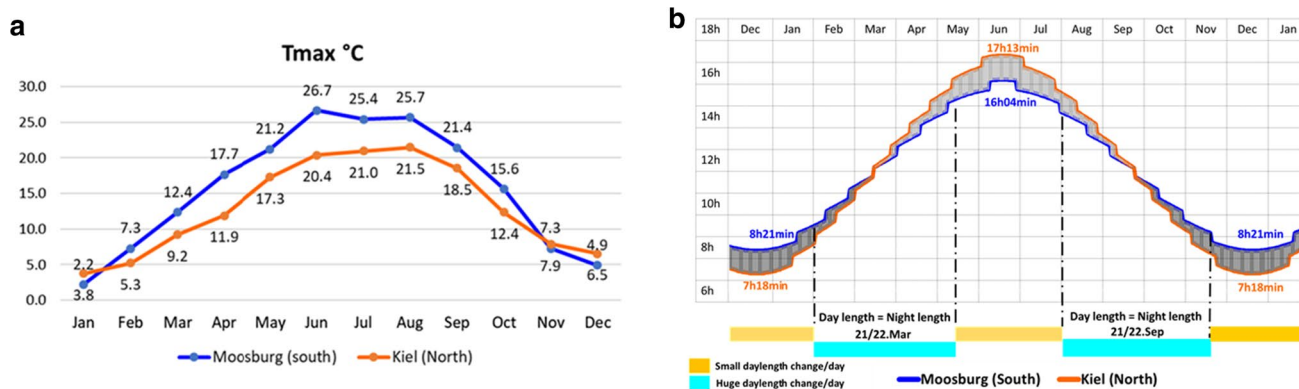 a
Tmax °C
30.0
25.0
20.0
15.0
10.0
5.0
0.0
2.2
7.3
12.4
17.7
21.2
26.7
25.4
25.7
21.4
15.6
7.3
4.9
3.8
5.3
9.2
11.9
17.3
20.4
21.0
21.5
18.5
12.4
7.9
6.5
Jan Feb Mar Apr May Jun Jul Aug Sep Oct Nov Dec
Moosburg (south) Kiel (North)
b
18h Dec Jan Feb Mar Apr May Jun Jul Aug Sep Oct Nov Dec Jan
17h13min
16h
16h04min
14h
12h
10h
8h21min 8h21min
8h
7h18min 7h18min
6h
Day length = Night length Day length = Night length
21/22.Mar 21/22.Sep
Small daylength change/day
Huge daylength change/day
Moosburg (South) Kiel (North)